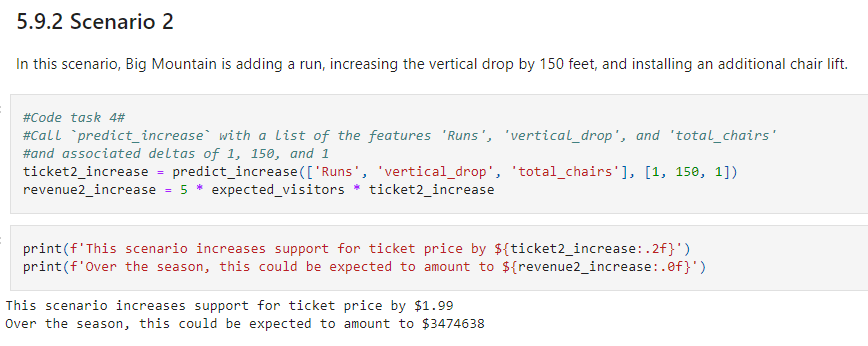 5.9.2 Scenario 2
In this scenario, Big Mountain is adding a run, increasing the vertical drop by 150 feet, and installing an additional chair lift.
#Code task 4#
#Call `predict_increase` with a list of the features 'Runs', 'vertical_drop', and 'total_chairs'
#and associated deltas of 1, 150, and 1
ticket2_increase = predict_increase(['Runs', 'vertical_drop', 'total_chairs'], [1, 150, 1])
revenue2_increase = 5 * expected_visitors * ticket2_increase
print(f'This scenario increases support for ticket price by ${ticket2_increase:.2f}')
print(f'Over the season, this could be expected to amount to ${revenue2_increase:.0f}')
This scenario increases support for ticket price by $1.99
Over the season, this could be expected to amount to $3474638